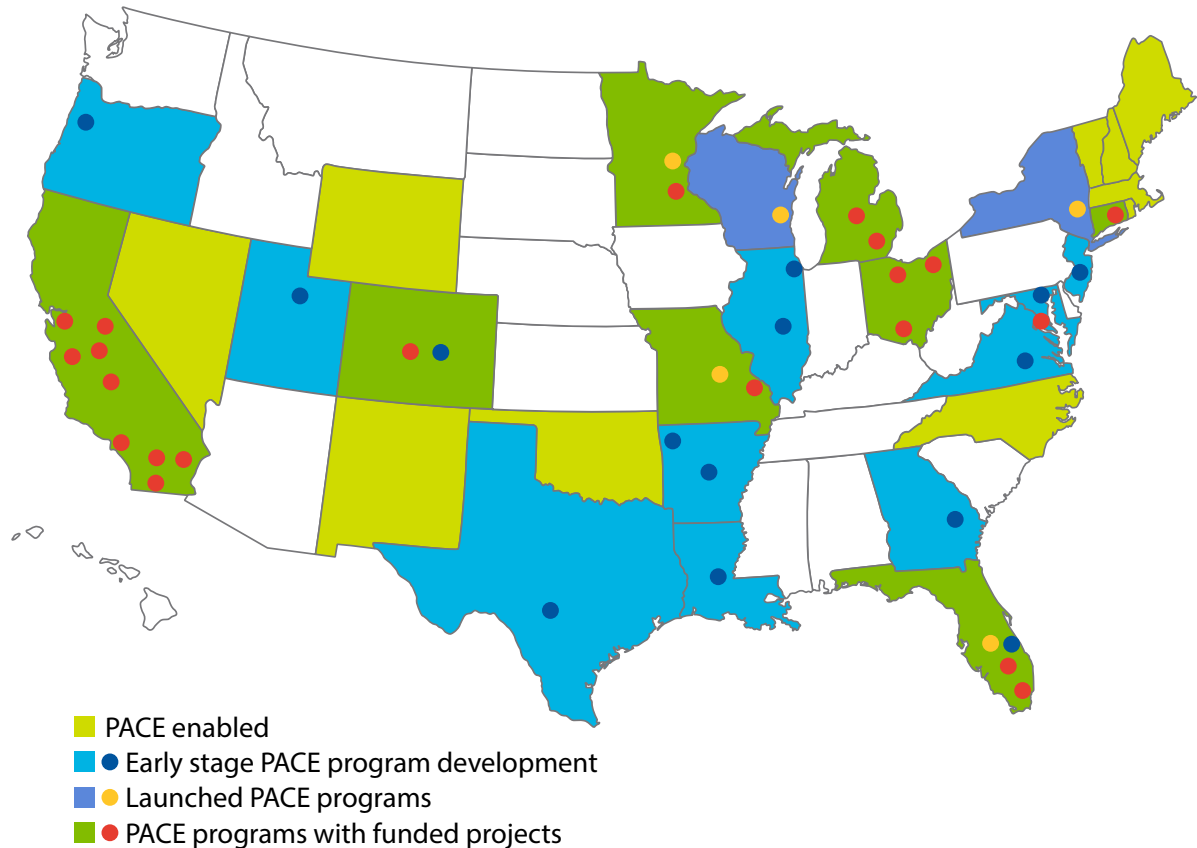 PACE enabled
Early stage PACE program development
Launched PACE programs
PACE programs with funded projects